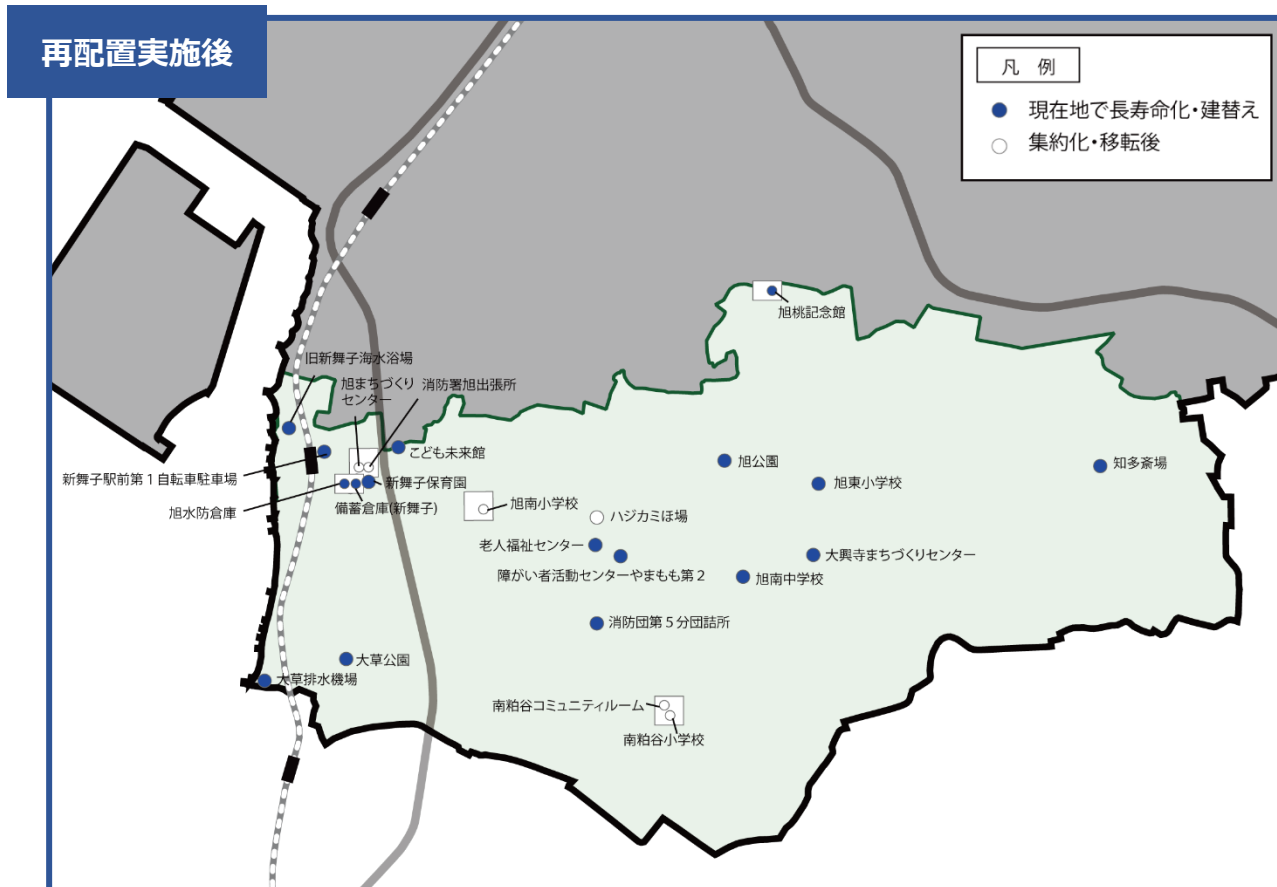 再配置実施後
凡 例
現在地で長寿命化・建替え
集約化・移転後
旭桃記念館
旧新舞子海水浴場
旭まちづくり
センター
消防署旭出張所
こども未来館
新舞子駅前第１自転車駐車場
新舞子保育園
旭水防倉庫
備蓄倉庫(新舞子)
旭公園
旭東小学校
知多斎場
旭南小学校
ハジカミほ場
老人福祉センター
障がい者活動センターやまもも第２
大興寺まちづくりセンター
旭南中学校
消防団第５分団詰所
大草公園
大草排水機場
南粕谷コミュニティルーム
南粕谷小学校